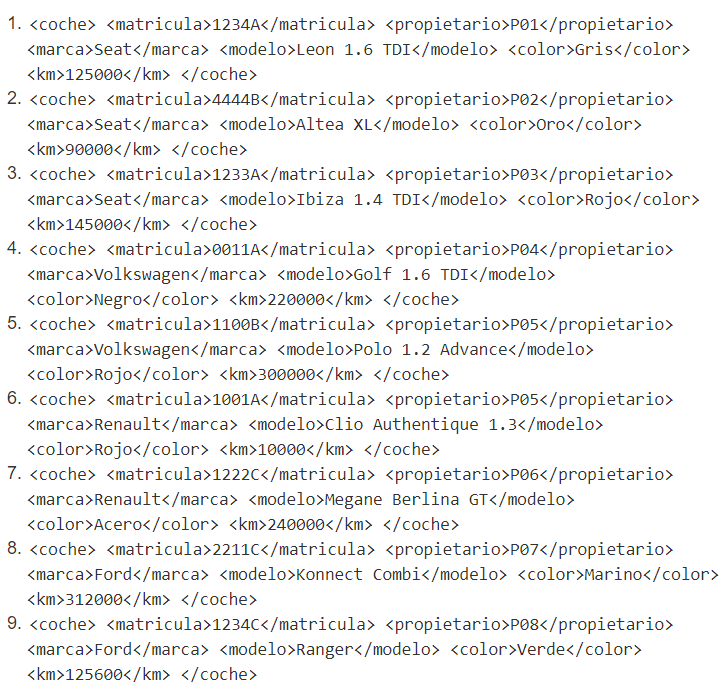 1. <coche> <matricula>1234A</matricula> <propietario>P01</propietario>
<marca>Seat</marca> <modelo>Leon 1.6 TDI</modelo> <color>Gris</color>
<km>125000</km> </coche>
2. <coche> <matricula>4444B</matricula> <propietario>P02</propietario>
<marca>Seat</marca> <modelo>Altea XL</modelo> <color>Oro</color>
<km>90000</km> </coche>
3. <coche> <matricula>1233A</matricula> <propietario>P03</propietario>
<marca>Seat</marca> <modelo>Ibiza 1.4 TDI</modelo> <color>Rojo</color>
<km>145000</km> </coche>
4. <coche> <matricula>0011A</matricula> <propietario>P04</propietario>
<marca>Volkswagen</marca> <modelo>Golf 1.6 TDI</modelo>
<color>Negro</color> <km>220000</km> </coche>
5. <coche> <matricula>1100B</matricula> <propietario>P05</propietario>
<marca>Volkswagen</marca> <modelo>Polo 1.2 Advance</modelo>
<color>Rojo</color> <km>300000</km> </coche>
6. <coche> <matricula>1001A</matricula> <propietario>P05</propietario>
<marca>Renault</marca> <modelo>Clio Authentique 1.3</modelo>
<color>Rojo</color> <km>10000</km> </coche>
7. <coche> <matricula>1222C</matricula> <propietario>P06</propietario>
<marca>Renault</marca> <modelo>Megane Berlina GT</modelo>
<color>Acero</color> <km>240000</km> </coche>
8. <coche> <matricula>2211C</matricula> <propietario>P07</propietario>
<marca>Ford</marca> <modelo>Konnect Combi</modelo> <color>Marino</color>
<km>312000</km> </coche>
9. <coche> <matricula>1234C</matricula> <propietario>P08</propietario>
<marca>Ford</marca> <modelo>Ranger</modelo> <color>Verde</color>
<km>125600</km> </coche>